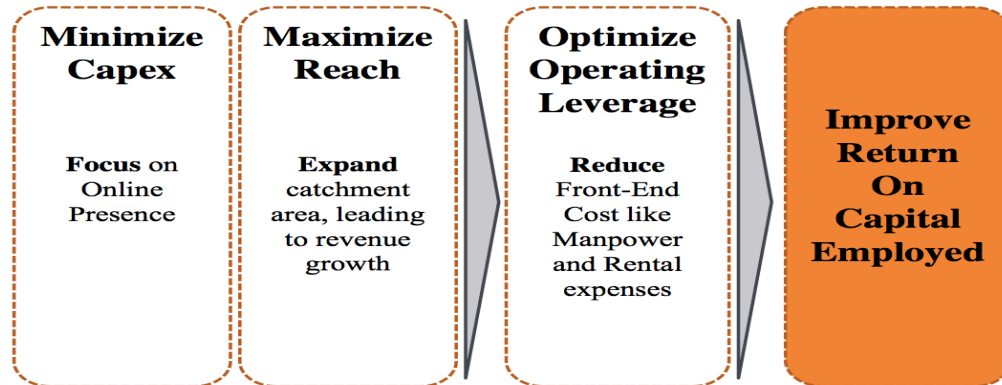 Minimize
Capex
Focus on
Online
Presence
Maximize
Reach
Expand
catchment
area, leading
to revenue
growth
Optimize
Operating
Leverage
Reduce
Front-End
Cost like
Manpower
and Rental
expenses
Improve
Return
On
Capital
Employed